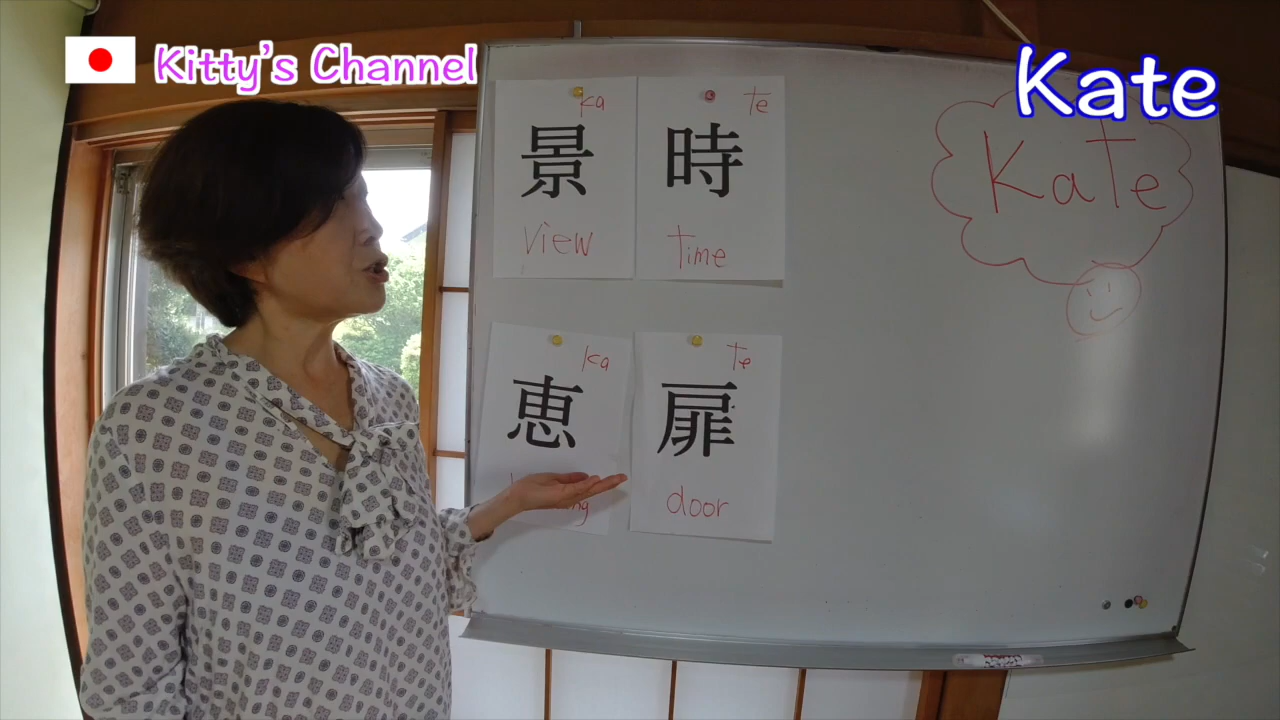 Kitty's Channel
Kate
Kate
ka
景
view
te
時
time
ka
恵
te
扉
door